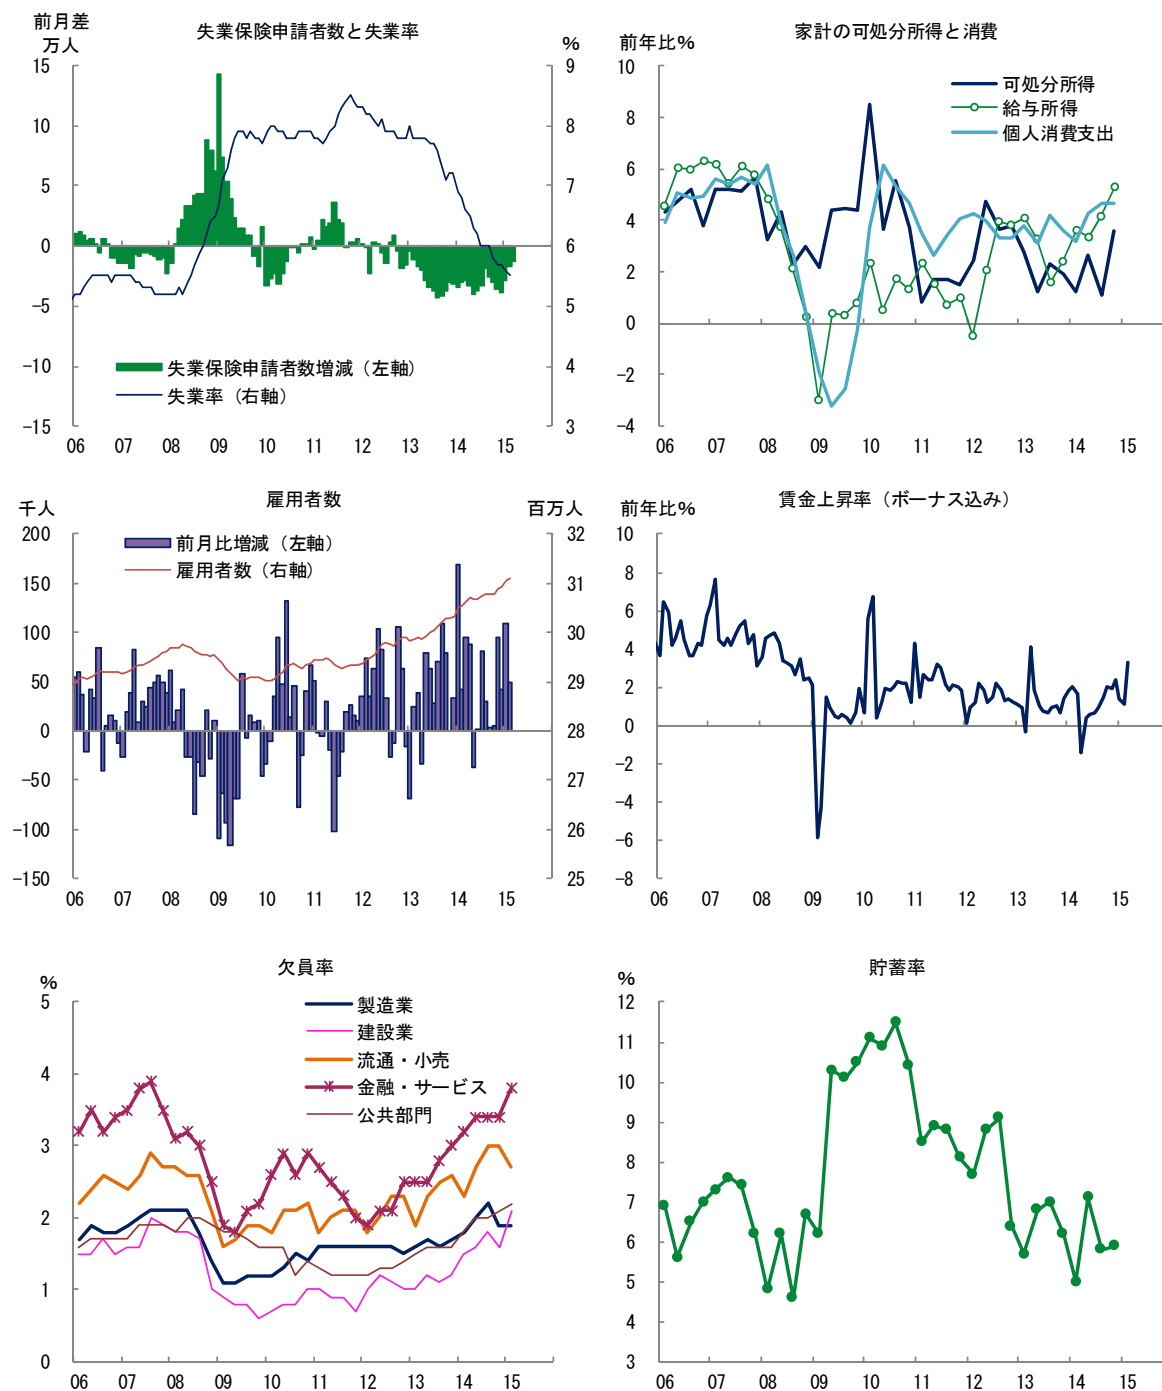 失業保険申請者数と失業率
前月差
万人
%
15
10
5
0
−5
−10
−15
9
8
7
6
5
4
3
失業保険申請者数増減（左軸）
失業率（右軸）
06 07 08 09 10 11 12 13 14 15
家計の可処分所得と消費
前年比%
10
8
6
4
2
0
−2
−4
可処分所得
給与所得
個人消費支出
06 07 08 09 10 11 12 13 14 15
雇用者数
千人
百万人
200
150
100
50
0
−50
−100
−150
32
31
30
29
28
27
26
25
前月比増減（左軸）
雇用者数（右軸）
06 07 08 09 10 11 12 13 14 15
賃金上昇率（ボーナス込み）
前年比%
10
8
6
4
2
0
−2
−4
−6
−8
06 07 08 09 10 11 12 13 14 15
欠員率
%
5
4
3
2
1
0
製造業
建設業
流通・小売
金融・サービス
公共部門
06 07 08 09 10 11 12 13 14 15
貯蓄率
%
12
11
10
9
8
7
6
5
4
3
06 07 08 09 10 11 12 13 14 15